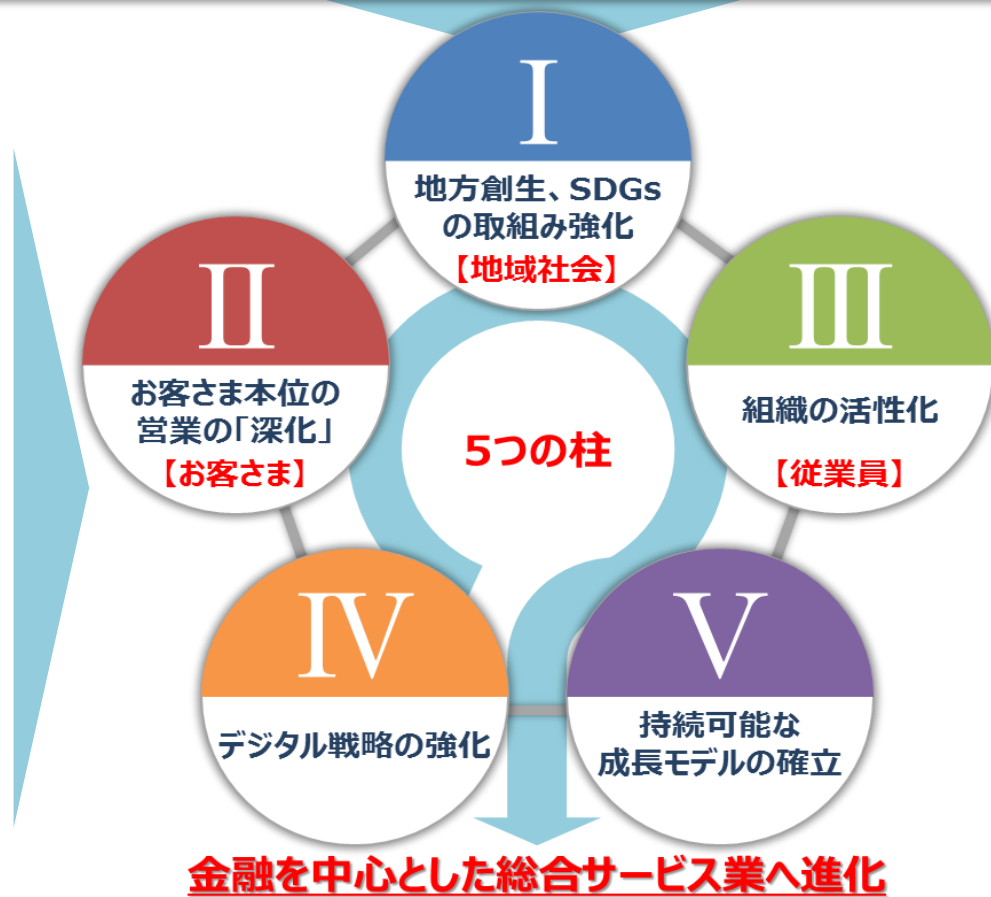 Ⅰ
地方創生、SDGs
の取組み強化
【地域社会】
Ⅱ
お客さま本位の
営業の「深化」
【お客さま】
Ⅲ
組織の活性化
【従業員】
5つの柱
Ⅳ
デジタル戦略の強化
Ⅴ
持続可能な
成長モデルの確立
金融を中心とした総合サービス業へ進化